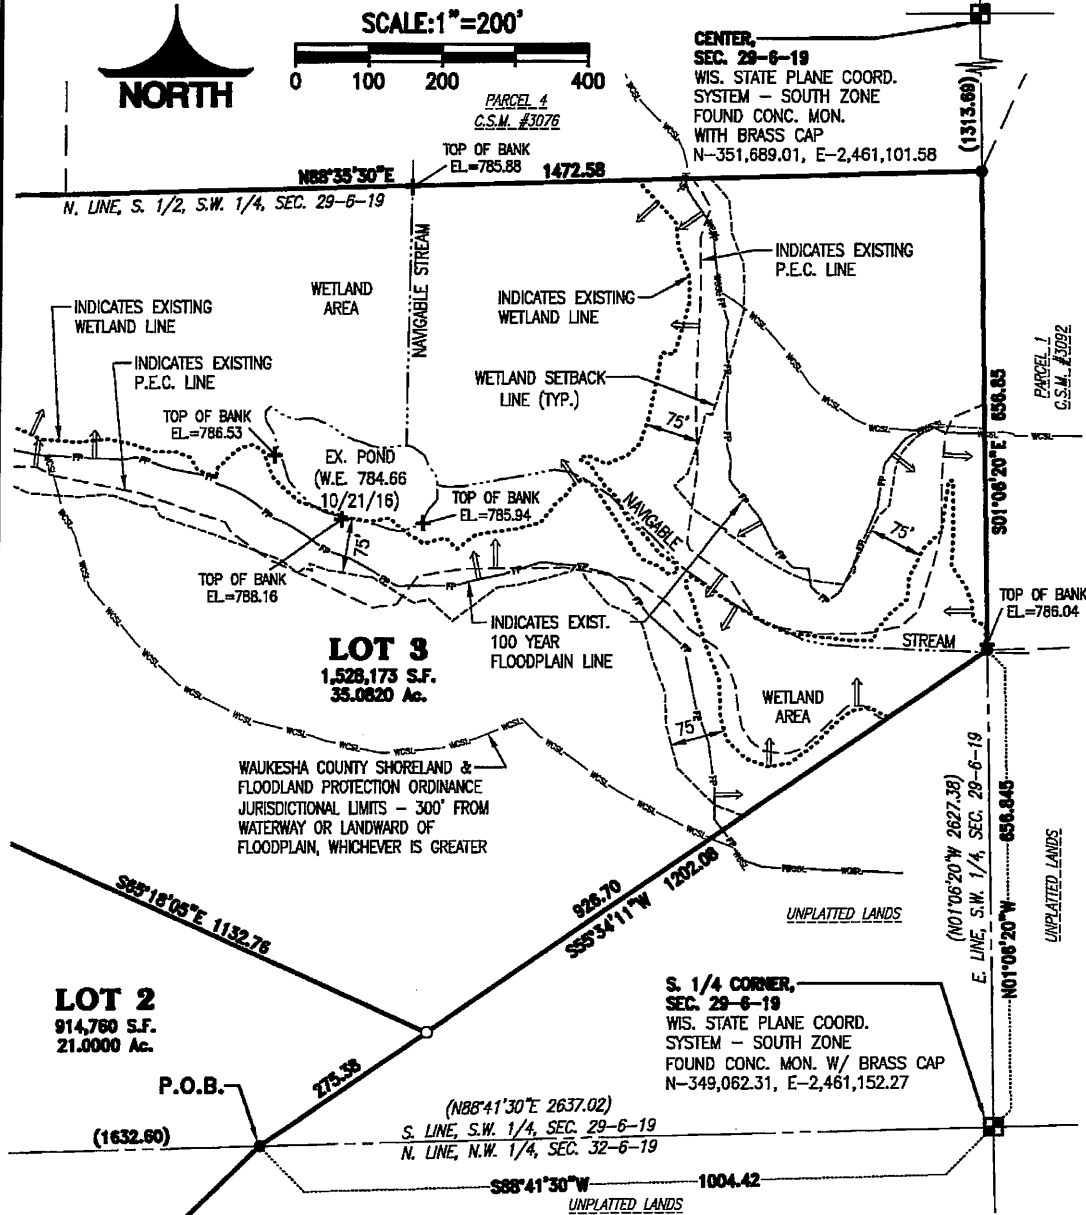 SCALE:1"=200'
0 100 200 400
NORTH
PARCEL 4
C.S.M. #3076
CENTER,
SEC. 29-6-19
WIS. STATE PLANE COORD.
SYSTEM - SOUTH ZONE
FOUND CONC. MON.
WITH BRASS CAP
N-351,689.01, E-2,461,101.58
(1313.69)
TOP OF BANK
EL=785.88
N88°35'30"E
1472.58
N. LINE, S. 1/2, S.W. 1/4, SEC. 29-6-19
NAVIGABLE STREAM
WETLAND
AREA
INDICATES EXISTING
P.E.C. LINE
INDICATES EXISTING
WETLAND LINE
INDICATES EXISTING
WETLAND LINE
INDICATES EXISTING
P.E.C. LINE
WETLAND SETBACK
LINE (TYP.)
PARCEL 1
C.S.M. #3092
S01°06'20"E 656.85
75'
TOP OF BANK
EL=786.53
EX. POND
(W.E. 784.66
10/21/16)
TOP OF BANK
EL=785.94
NAVIGABLE
75'
75'
TOP OF BANK
EL=788.16
TOP OF BANK
EL=786.04
INDICATES EXIST.
100 YEAR
FLOODPLAIN LINE
STREAM
LOT 3
1,528,173 S.F.
35.0820 Ac.
WETLAND
AREA
75'
WCSL
FP
WAUKESHA COUNTY SHORELAND &
FLOODLAND PROTECTION ORDINANCE
JURISDICTIONAL LIMITS - 300' FROM
WATERWAY OR LANDWARD OF
FLOODPLAIN, WHICHEVER IS GREATER
(N01°06'20"W 2627.38)
E. LINE, S.W. 1/4, SEC. 29-6-19
N01°06'20"W 656.845
UNPLATTED LANDS
S65°18'05"E 1132.76
926.70
S55°34'11"W 1202.08
UNPLATTED LANDS
LOT 2
914,760 S.F.
21.0000 Ac.
S. 1/4 CORNER,
SEC. 29-6-19
WIS. STATE PLANE COORD.
SYSTEM - SOUTH ZONE
FOUND CONC. MON. W/ BRASS CAP
N-349,062.31, E-2,461,152.27
P.O.B.
275.38
(N88°41'30"E 2637.02)
(1632.60)
S. LINE, S.W. 1/4, SEC. 29-6-19
N. LINE, N.W. 1/4, SEC. 32-6-19
S88°41'30"W 1004.42
UNPLATTED LANDS